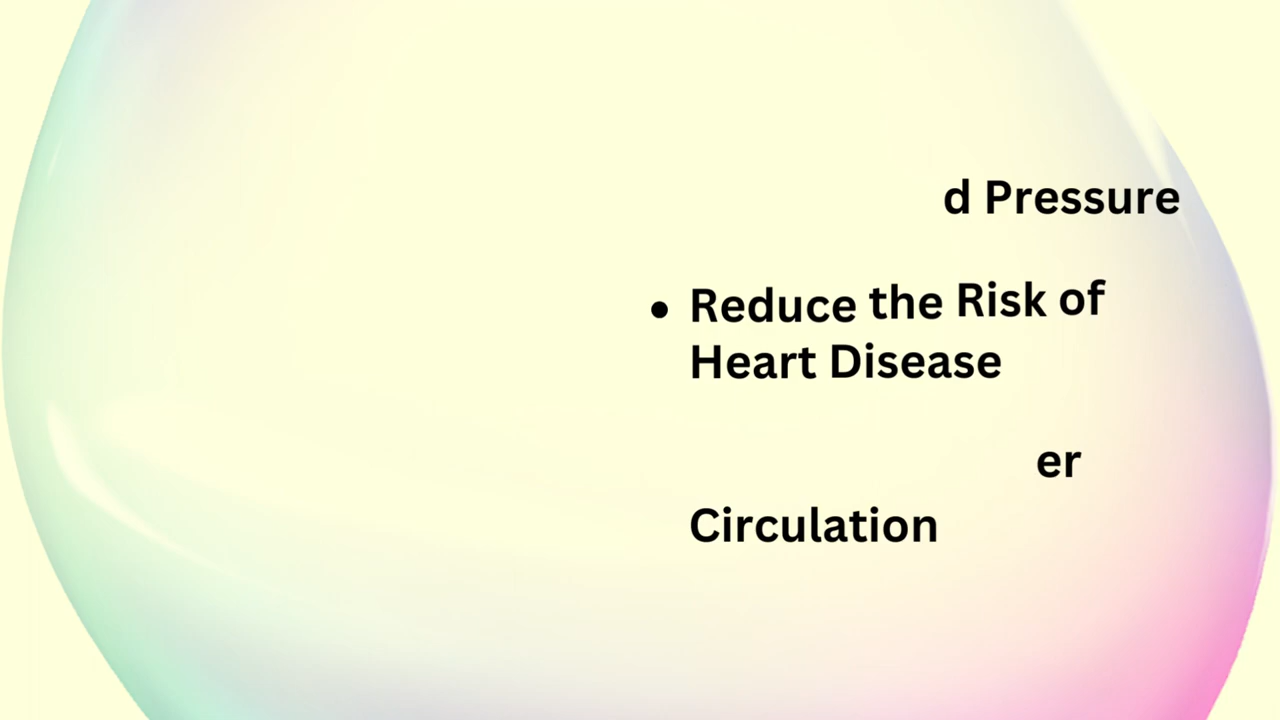 d Pressure
• Reduce the Risk of
Heart Disease
er
Circulation